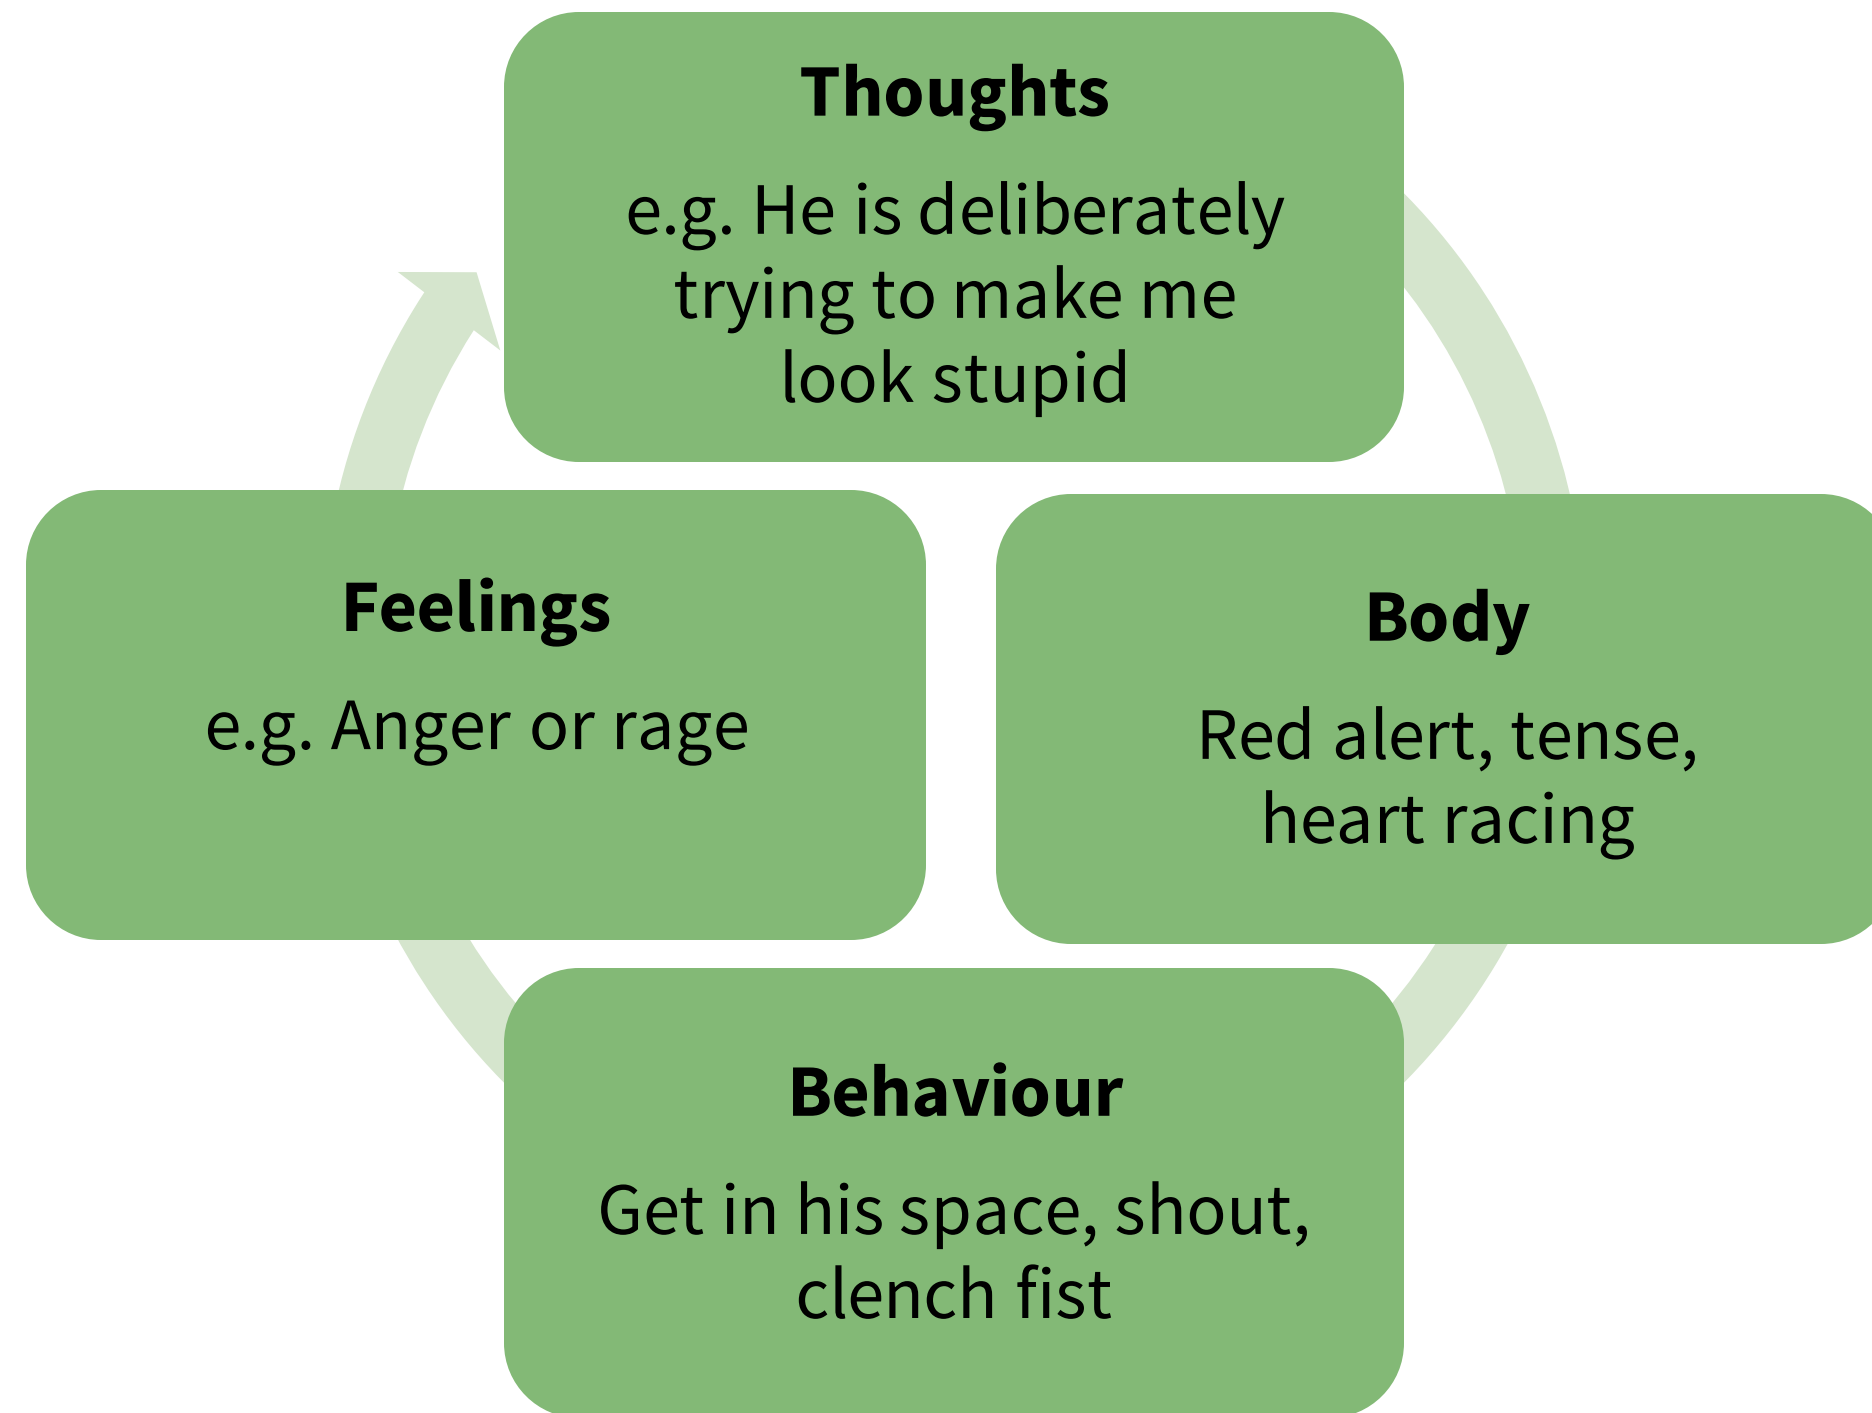 Thoughts
e.g. He is deliberately
trying to make me
look stupid
Feelings
e.g. Anger or rage
Body
Red alert, tense,
heart racing
Behaviour
Get in his space, shout,
clench fist